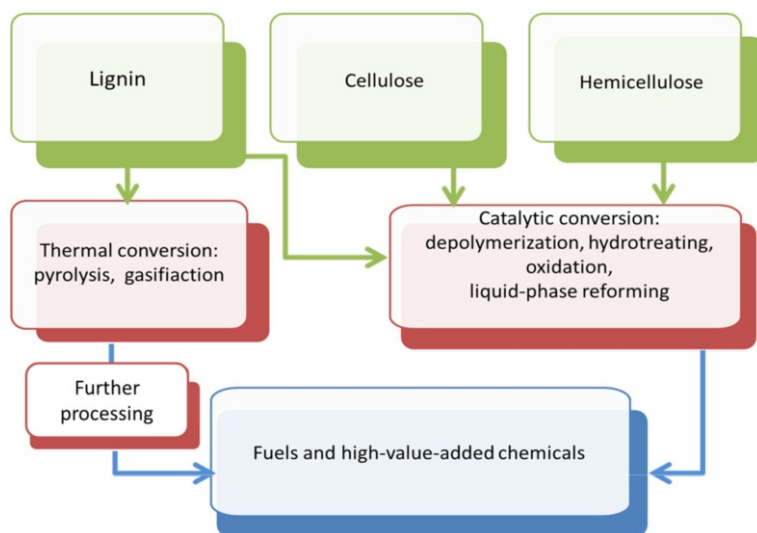 Lignin
Cellulose
Hemicellulose
Thermal conversion:
pyrolysis, gasifiaction
Catalytic conversion:
depolymerization, hydrotreating,
oxidation,
liquid-phase reforming
Further
processing
Fuels and high-value-added chemicals